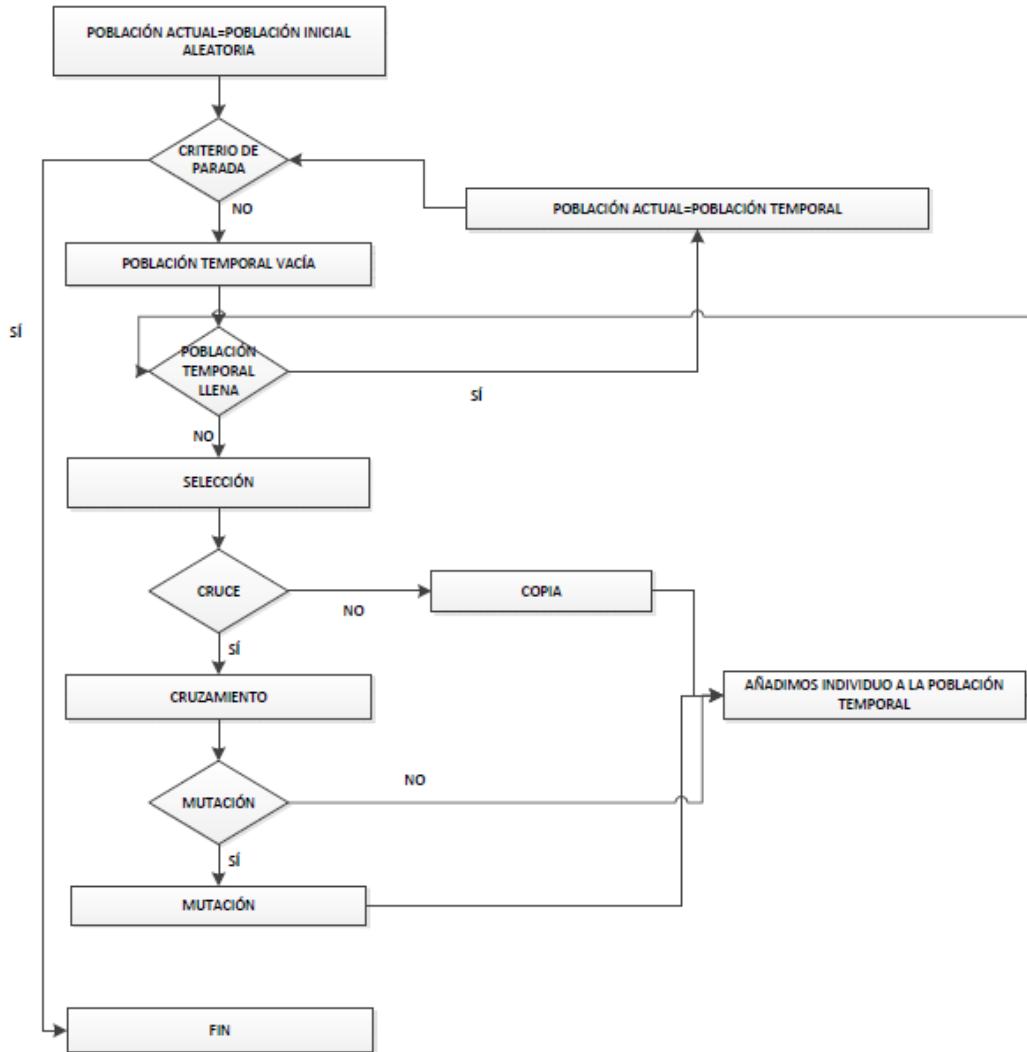 POBLACIÓN ACTUAL=POBLACIÓN INICIAL
ALEATORIA
CRITERIO DE
PARADA
NO
POBLACIÓN ACTUAL=POBLACIÓN TEMPORAL
POBLACIÓN TEMPORAL VACÍA
SÍ
POBLACIÓN
TEMPORAL
LLENA
SÍ
NO
SELECCIÓN
CRUCE
NO
COPIA
SÍ
CRUZAMIENTO
AÑADIMOS INDIVIDUO A LA POBLACIÓN
TEMPORAL
MUTACIÓN
NO
SÍ
MUTACIÓN
FIN